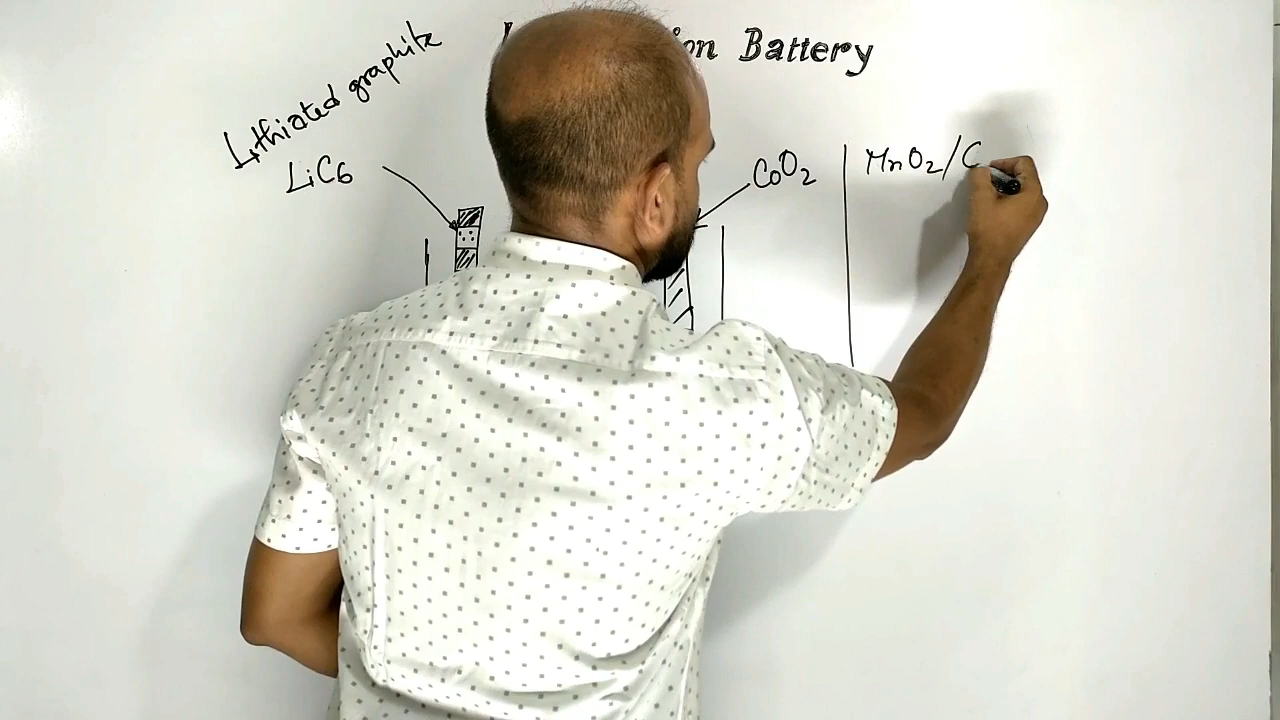 ion Battery
Lithiated graphite
LiC6
CoO2
MnO2/C